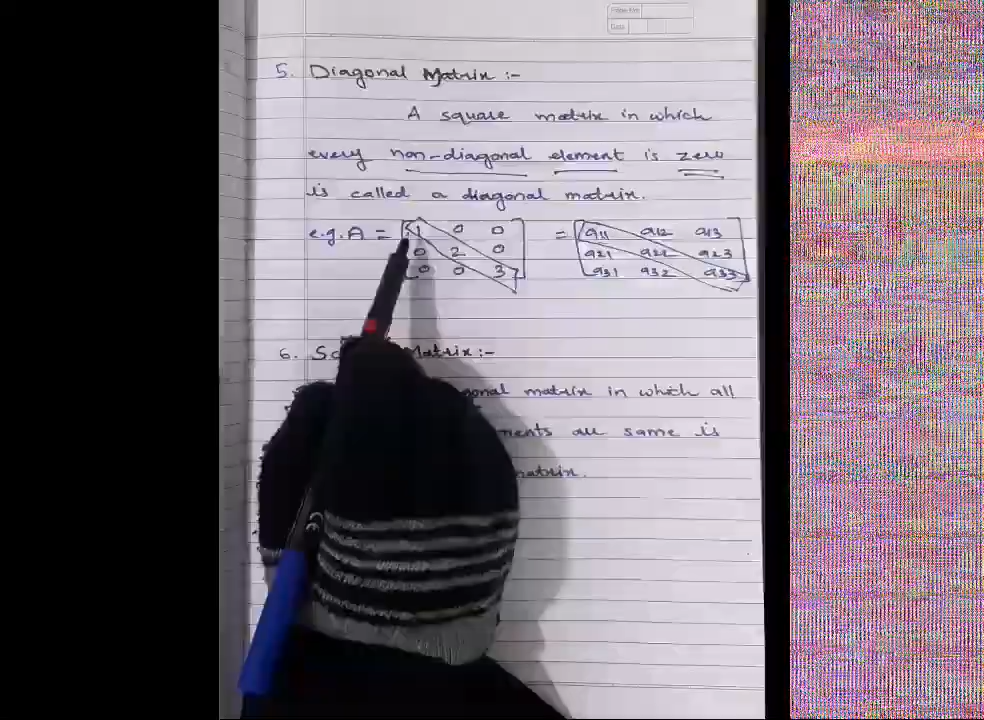 Date
5. Diagonal Matrix :-
A square matrix in which
every non-diagonal element is zero
is called a diagonal matrix.
e.g. A = [1 0 0 = [a11 a12 a13
0 2 0 a21 a22 a23
0 0 3] a31 a32 a33]
6. Matrix :-
matrix in which all
are same is
matrix.